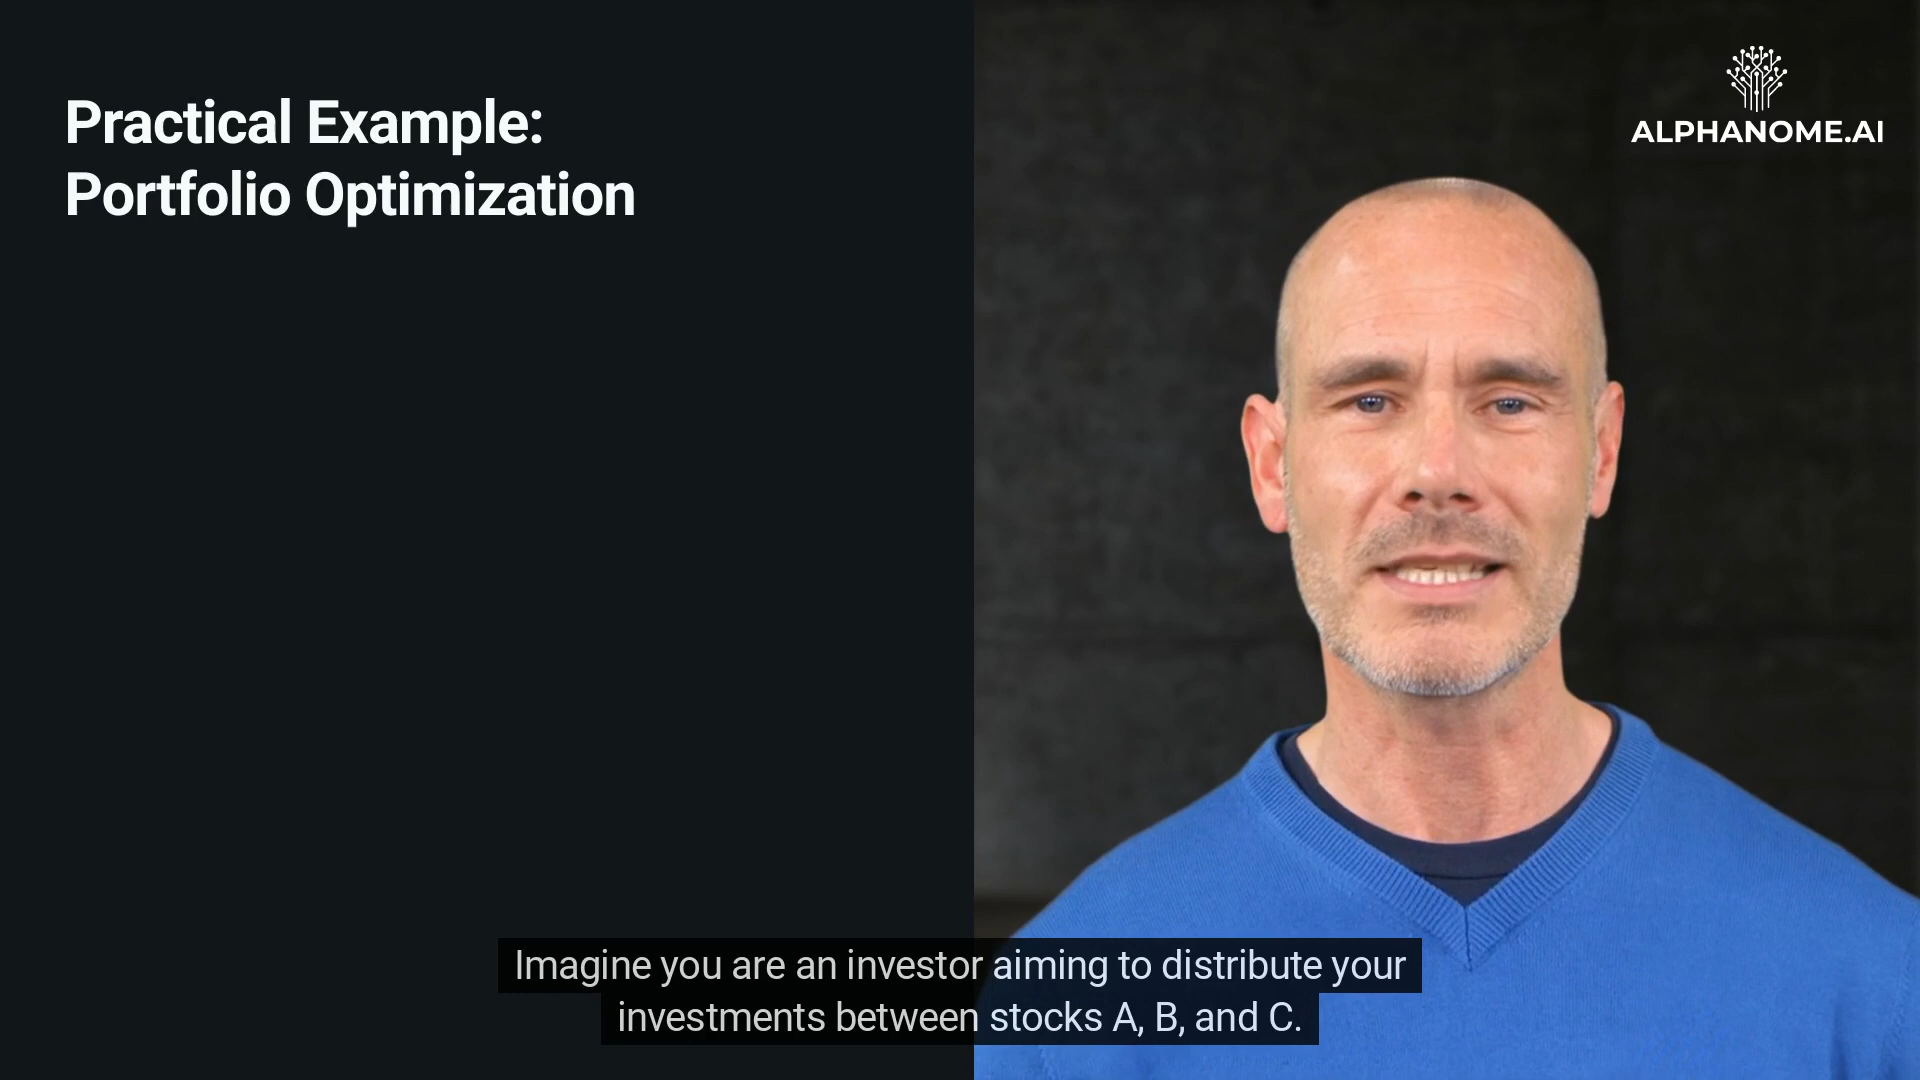 Practical Example:
Portfolio Optimization
ALPHANOME.AI
Imagine you are an investor aiming to distribute your
investments between stocks A, B, and C.